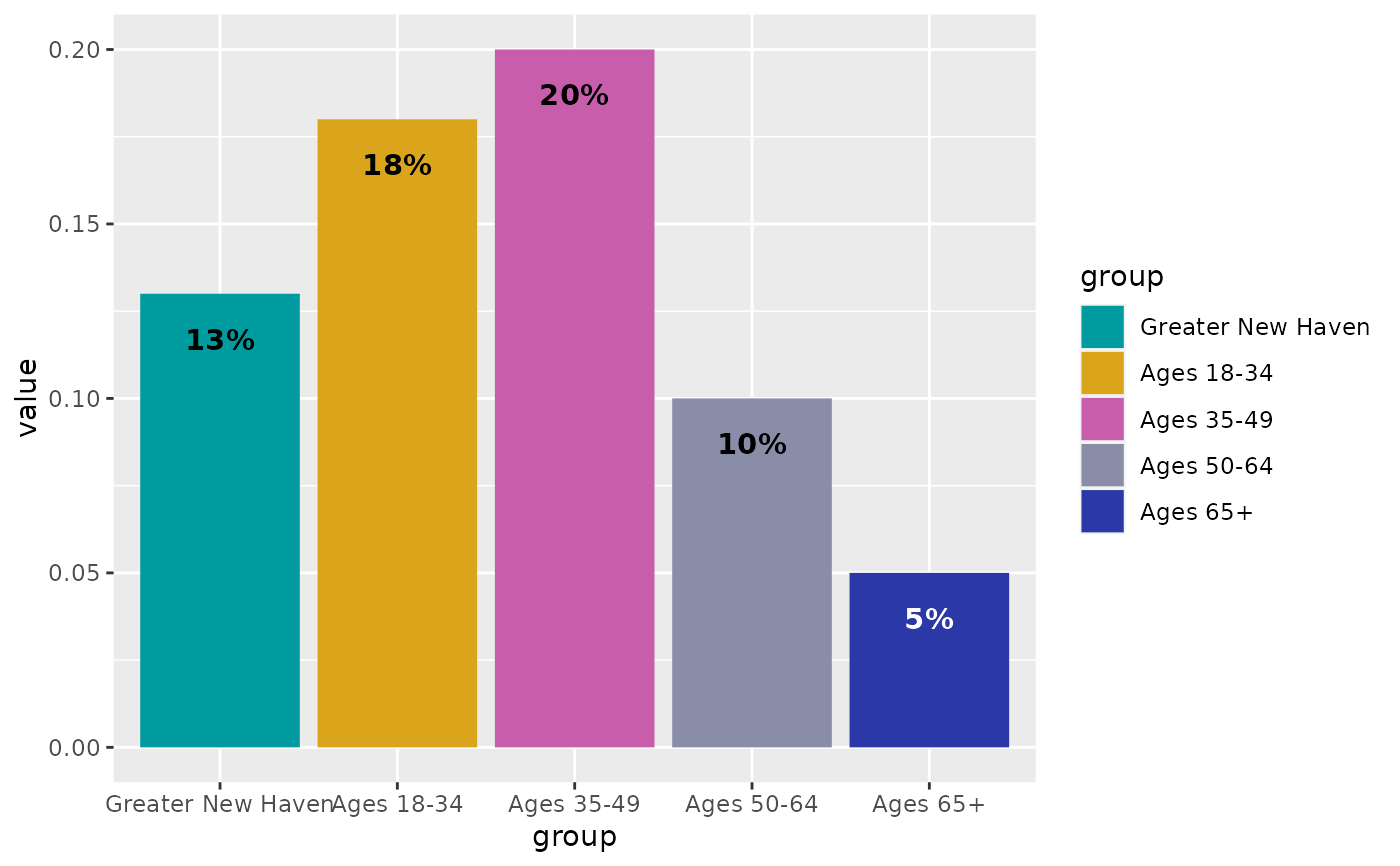 0.20
0.15
0.10
0.05
0.00
value
13%
18%
20%
10%
5%
Greater New Haven
Ages 18-34
Ages 35-49
Ages 50-64
Ages 65+
group
group
Greater New Haven
Ages 18-34
Ages 35-49
Ages 50-64
Ages 65+